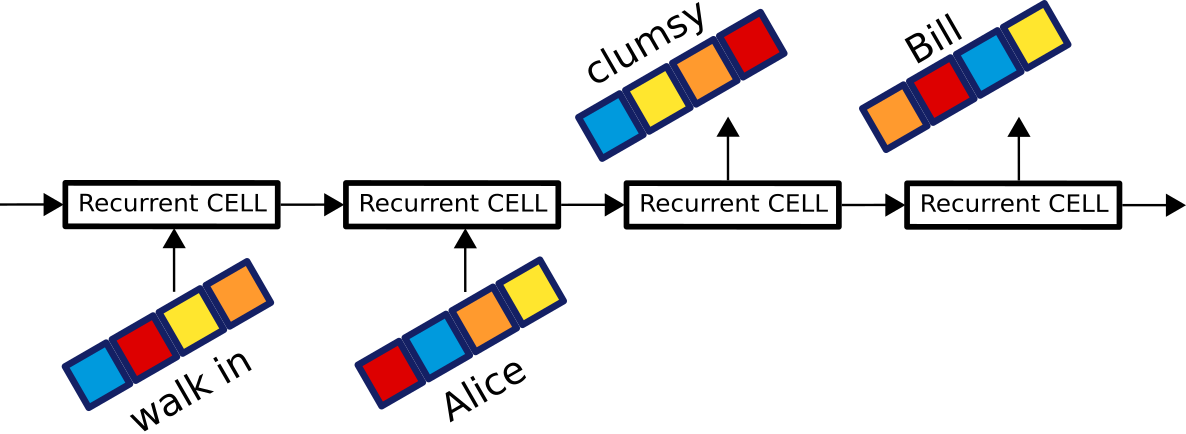 clumsy
Bill
Recurrent CELL
Recurrent CELL
Recurrent CELL
Recurrent CELL
walk in
Alice